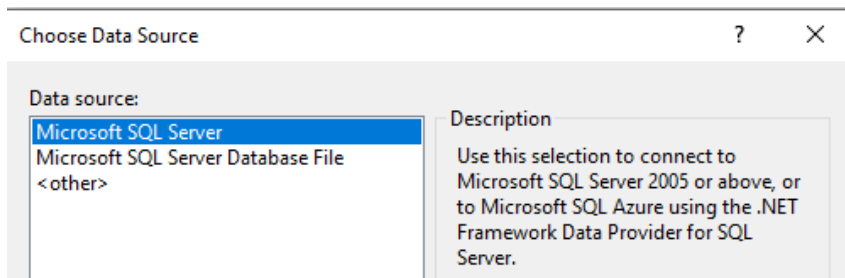 Choose Data Source ?
Data source:
Microsoft SQL Server
Microsoft SQL Server Database File
<other>
Description
Use this selection to connect to
Microsoft SQL Server 2005 or above, or
to Microsoft SQL Azure using the .NET
Framework Data Provider for SQL
Server.